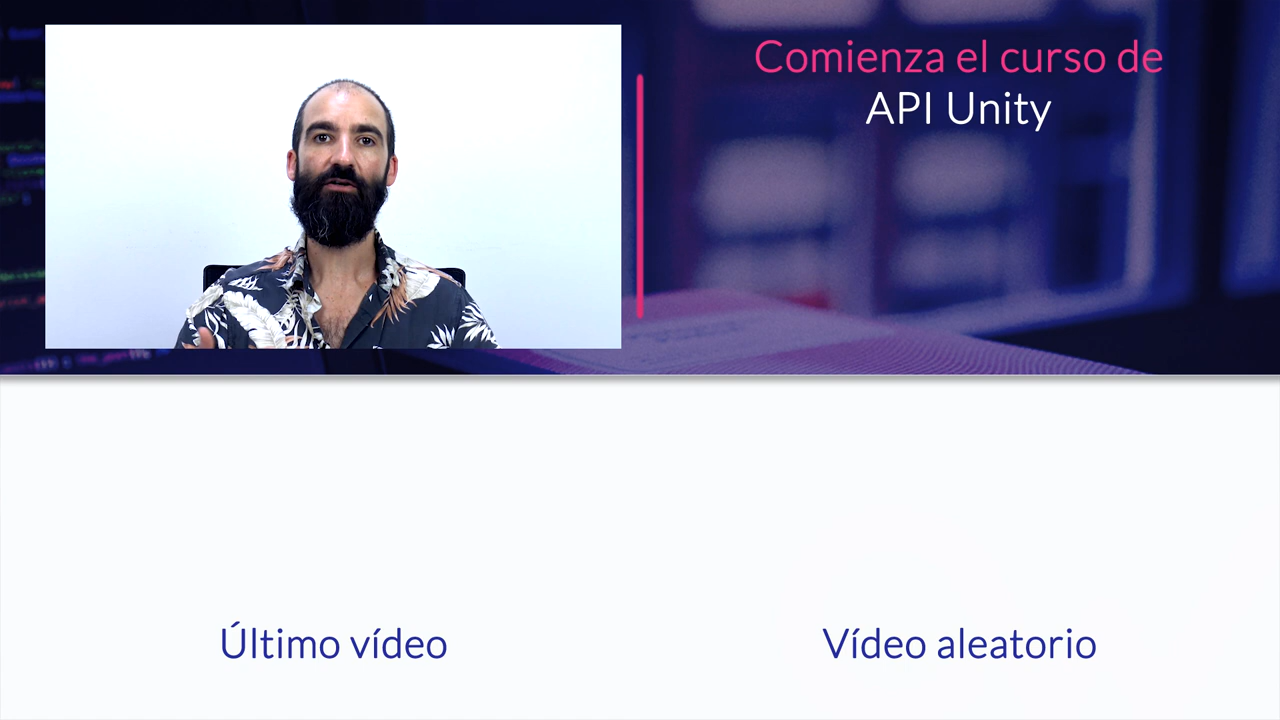 Comienza el curso de
API Unity
Último vídeo
Vídeo aleatorio